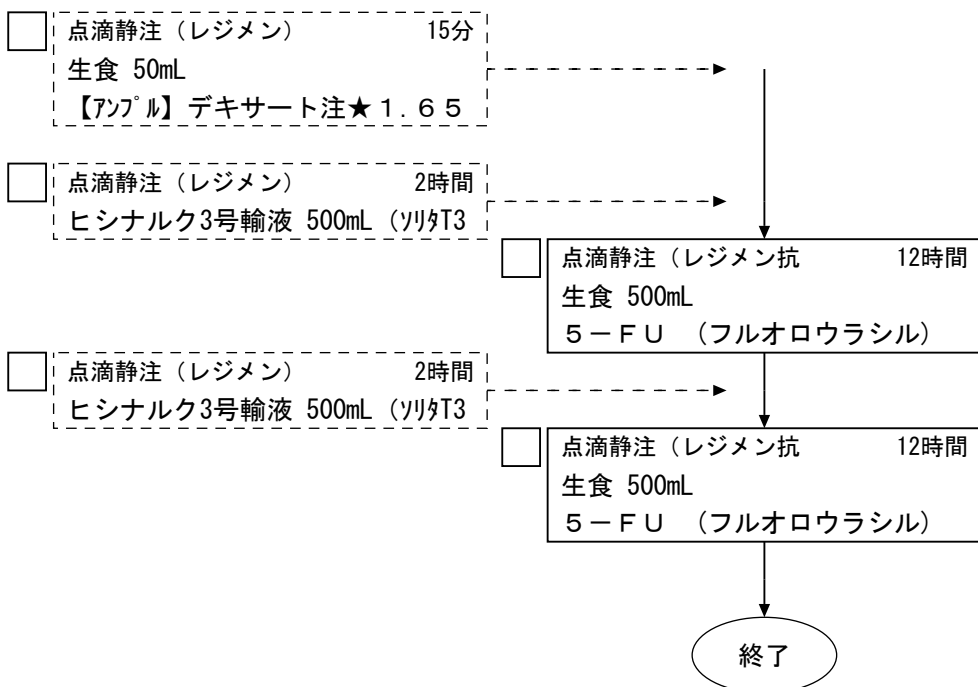 点滴静注（レジメン） 15分
生食 50mL
【ｱﾝﾌﾟﾙ】デキサート注★１.６５
点滴静注（レジメン） 2時間
ヒシナルク3号輸液 500mL（ｿﾘﾀT3
点滴静注（レジメン抗 12時間
生食 500mL
５－ＦＵ （フルオロウラシル）
点滴静注（レジメン） 2時間
ヒシナルク3号輸液 500mL（ｿﾘﾀT3
点滴静注（レジメン抗 12時間
生食 500mL
５－ＦＵ （フルオロウラシル）
終了